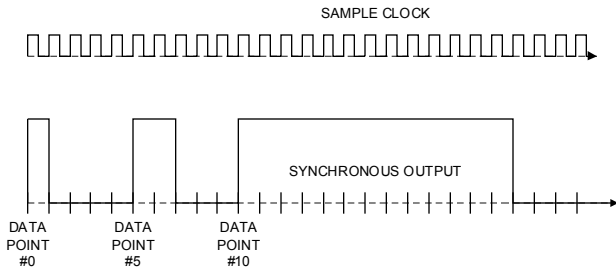 SAMPLE CLOCK
SYNCHRONOUS OUTPUT
DATA
POINT
#0
DATA
POINT
#5
DATA
POINT
#10